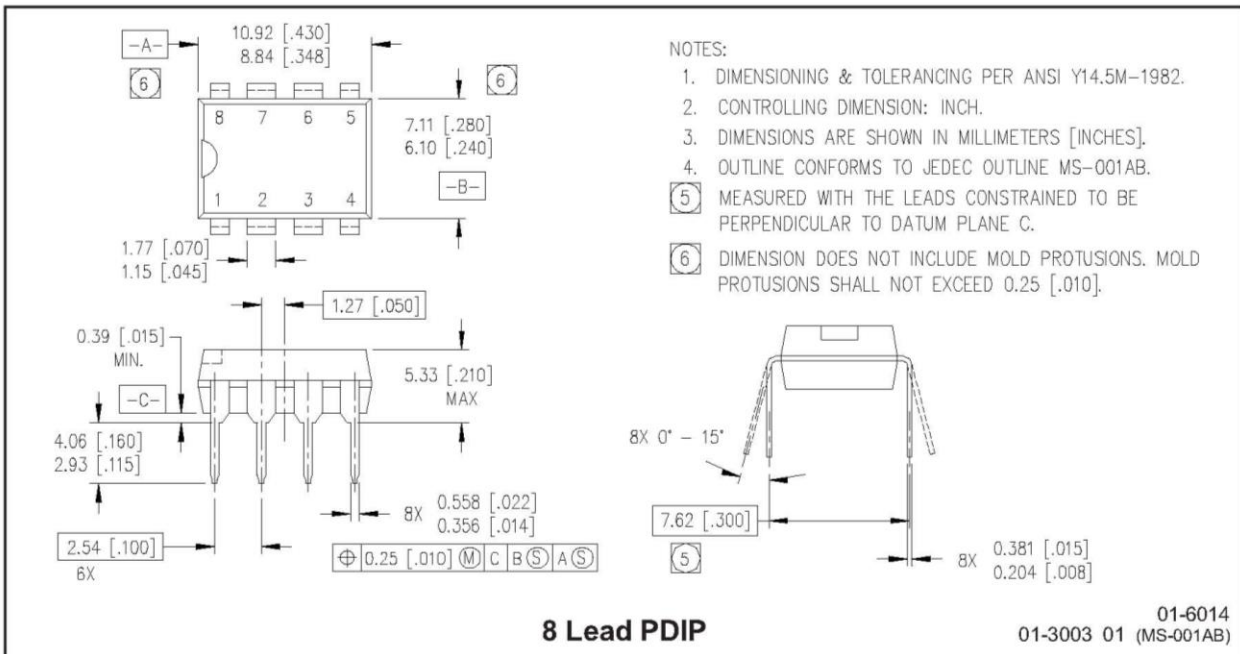 -A-
6
10.92 [.430]
8.84 [.348]
6
8 7 6 5
1 2 3 4
7.11 [.280]
6.10 [.240]
-B-
1.77 [.070]
1.15 [.045]
1.27 [.050]
0.39 [.015]
MIN.
-C-
5.33 [.210]
MAX
4.06 [.160]
2.93 [.115]
8X 0.558 [.022]
0.356 [.014]
2.54 [.100]
6X
⌖ 0.25 [.010] Ⓜ C B Ⓢ A Ⓢ
NOTES:
1. DIMENSIONING & TOLERANCING PER ANSI Y14.5M-1982.
2. CONTROLLING DIMENSION: INCH.
3. DIMENSIONS ARE SHOWN IN MILLIMETERS [INCHES].
4. OUTLINE CONFORMS TO JEDEC OUTLINE MS-001AB.
5 MEASURED WITH THE LEADS CONSTRAINED TO BE
PERPENDICULAR TO DATUM PLANE C.
6 DIMENSION DOES NOT INCLUDE MOLD PROTUSIONS. MOLD
PROTUSIONS SHALL NOT EXCEED 0.25 [.010].
8X 0° - 15°
7.62 [.300]
5
8X 0.381 [.015]
0.204 [.008]
8 Lead PDIP
01-6014
01-3003 01 (MS-001AB)